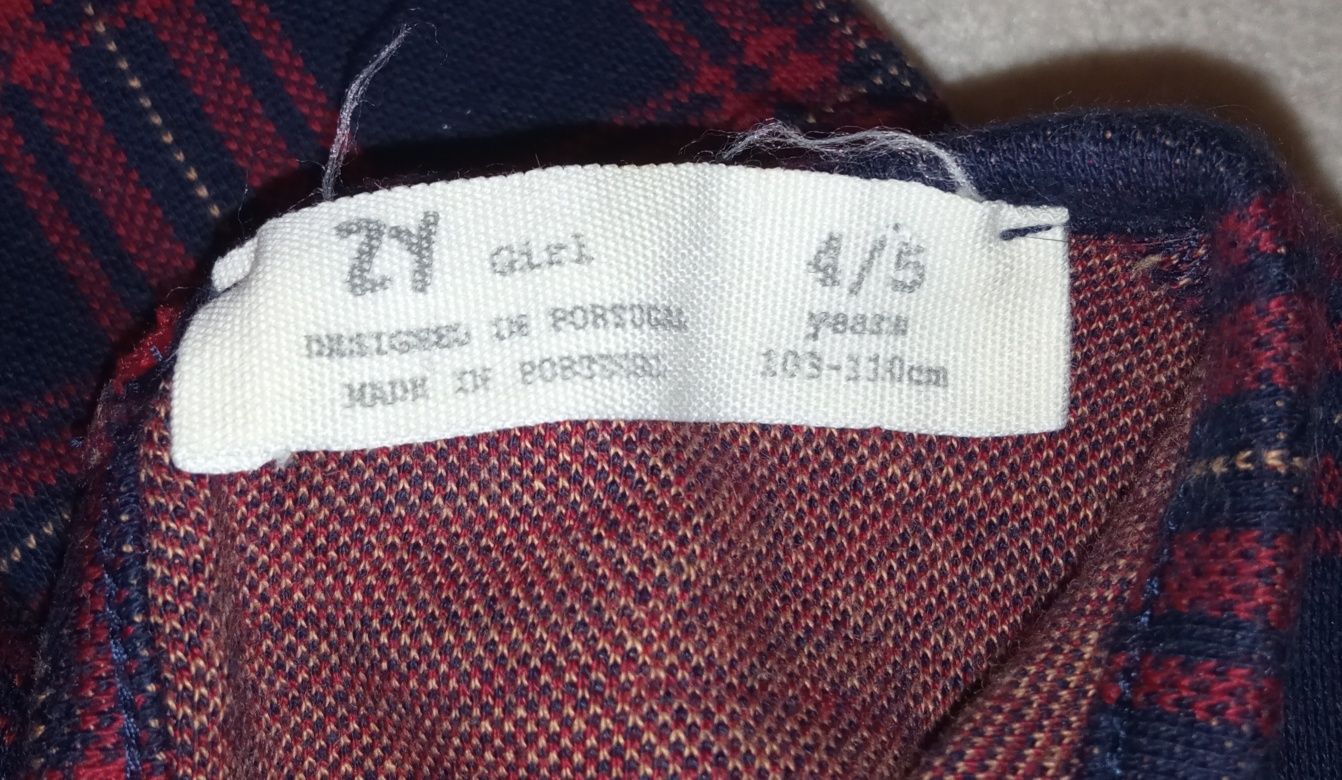 ZY Girl
DESIGNED IN PORTUGAL
MADE IN PORTUGAL
4/5
years
103-110cm